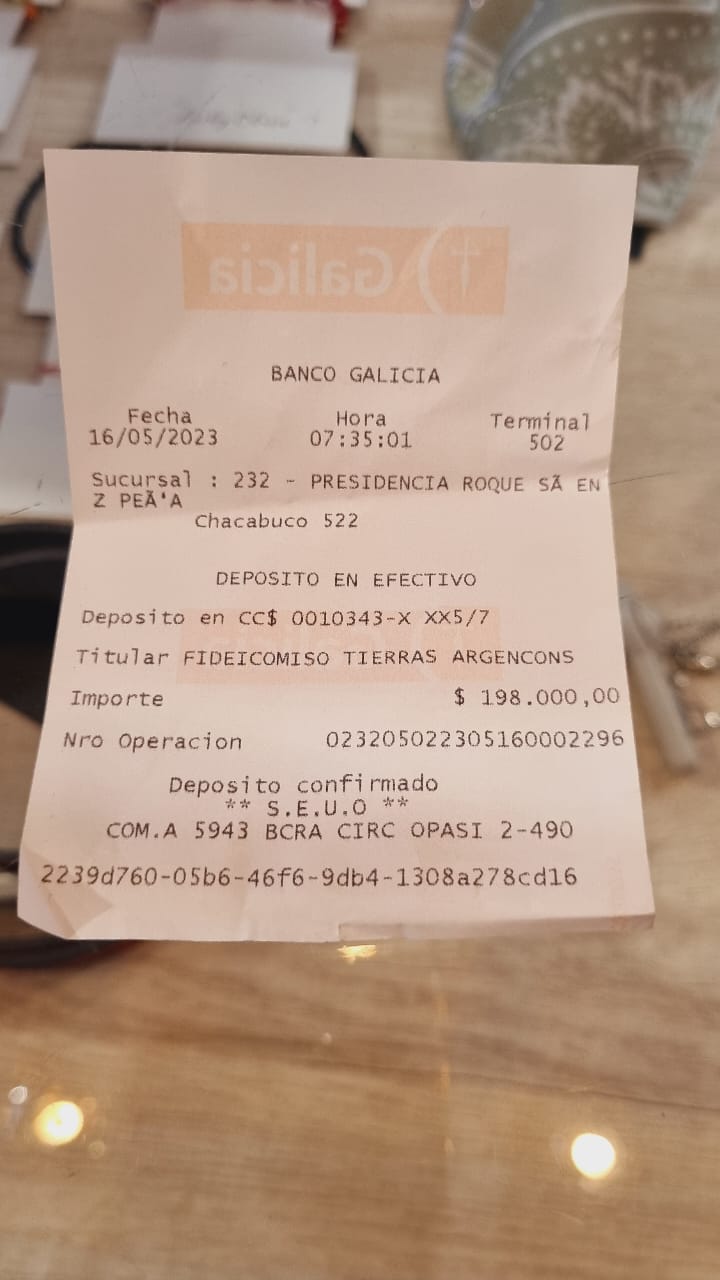 Galicia
BANCO GALICIA
Fecha Hora Terminal
16/05/2023 07:35:01 502
Sucursal : 232 - PRESIDENCIA ROQUE SÃ EN
Z PEÃ'A
Chacabuco 522
DEPOSITO EN EFECTIVO
Deposito en CC$ 0010343-X XX5/7
Titular FIDEICOMISO TIERRAS ARGENCONS
Importe $ 198.000,00
Nro Operacion 023205022305160002296
Deposito confirmado
** S.E.U.O **
COM.A 5943 BCRA CIRC OPASI 2-490
2239d760-05b6-46f6-9db4-1308a278cd16